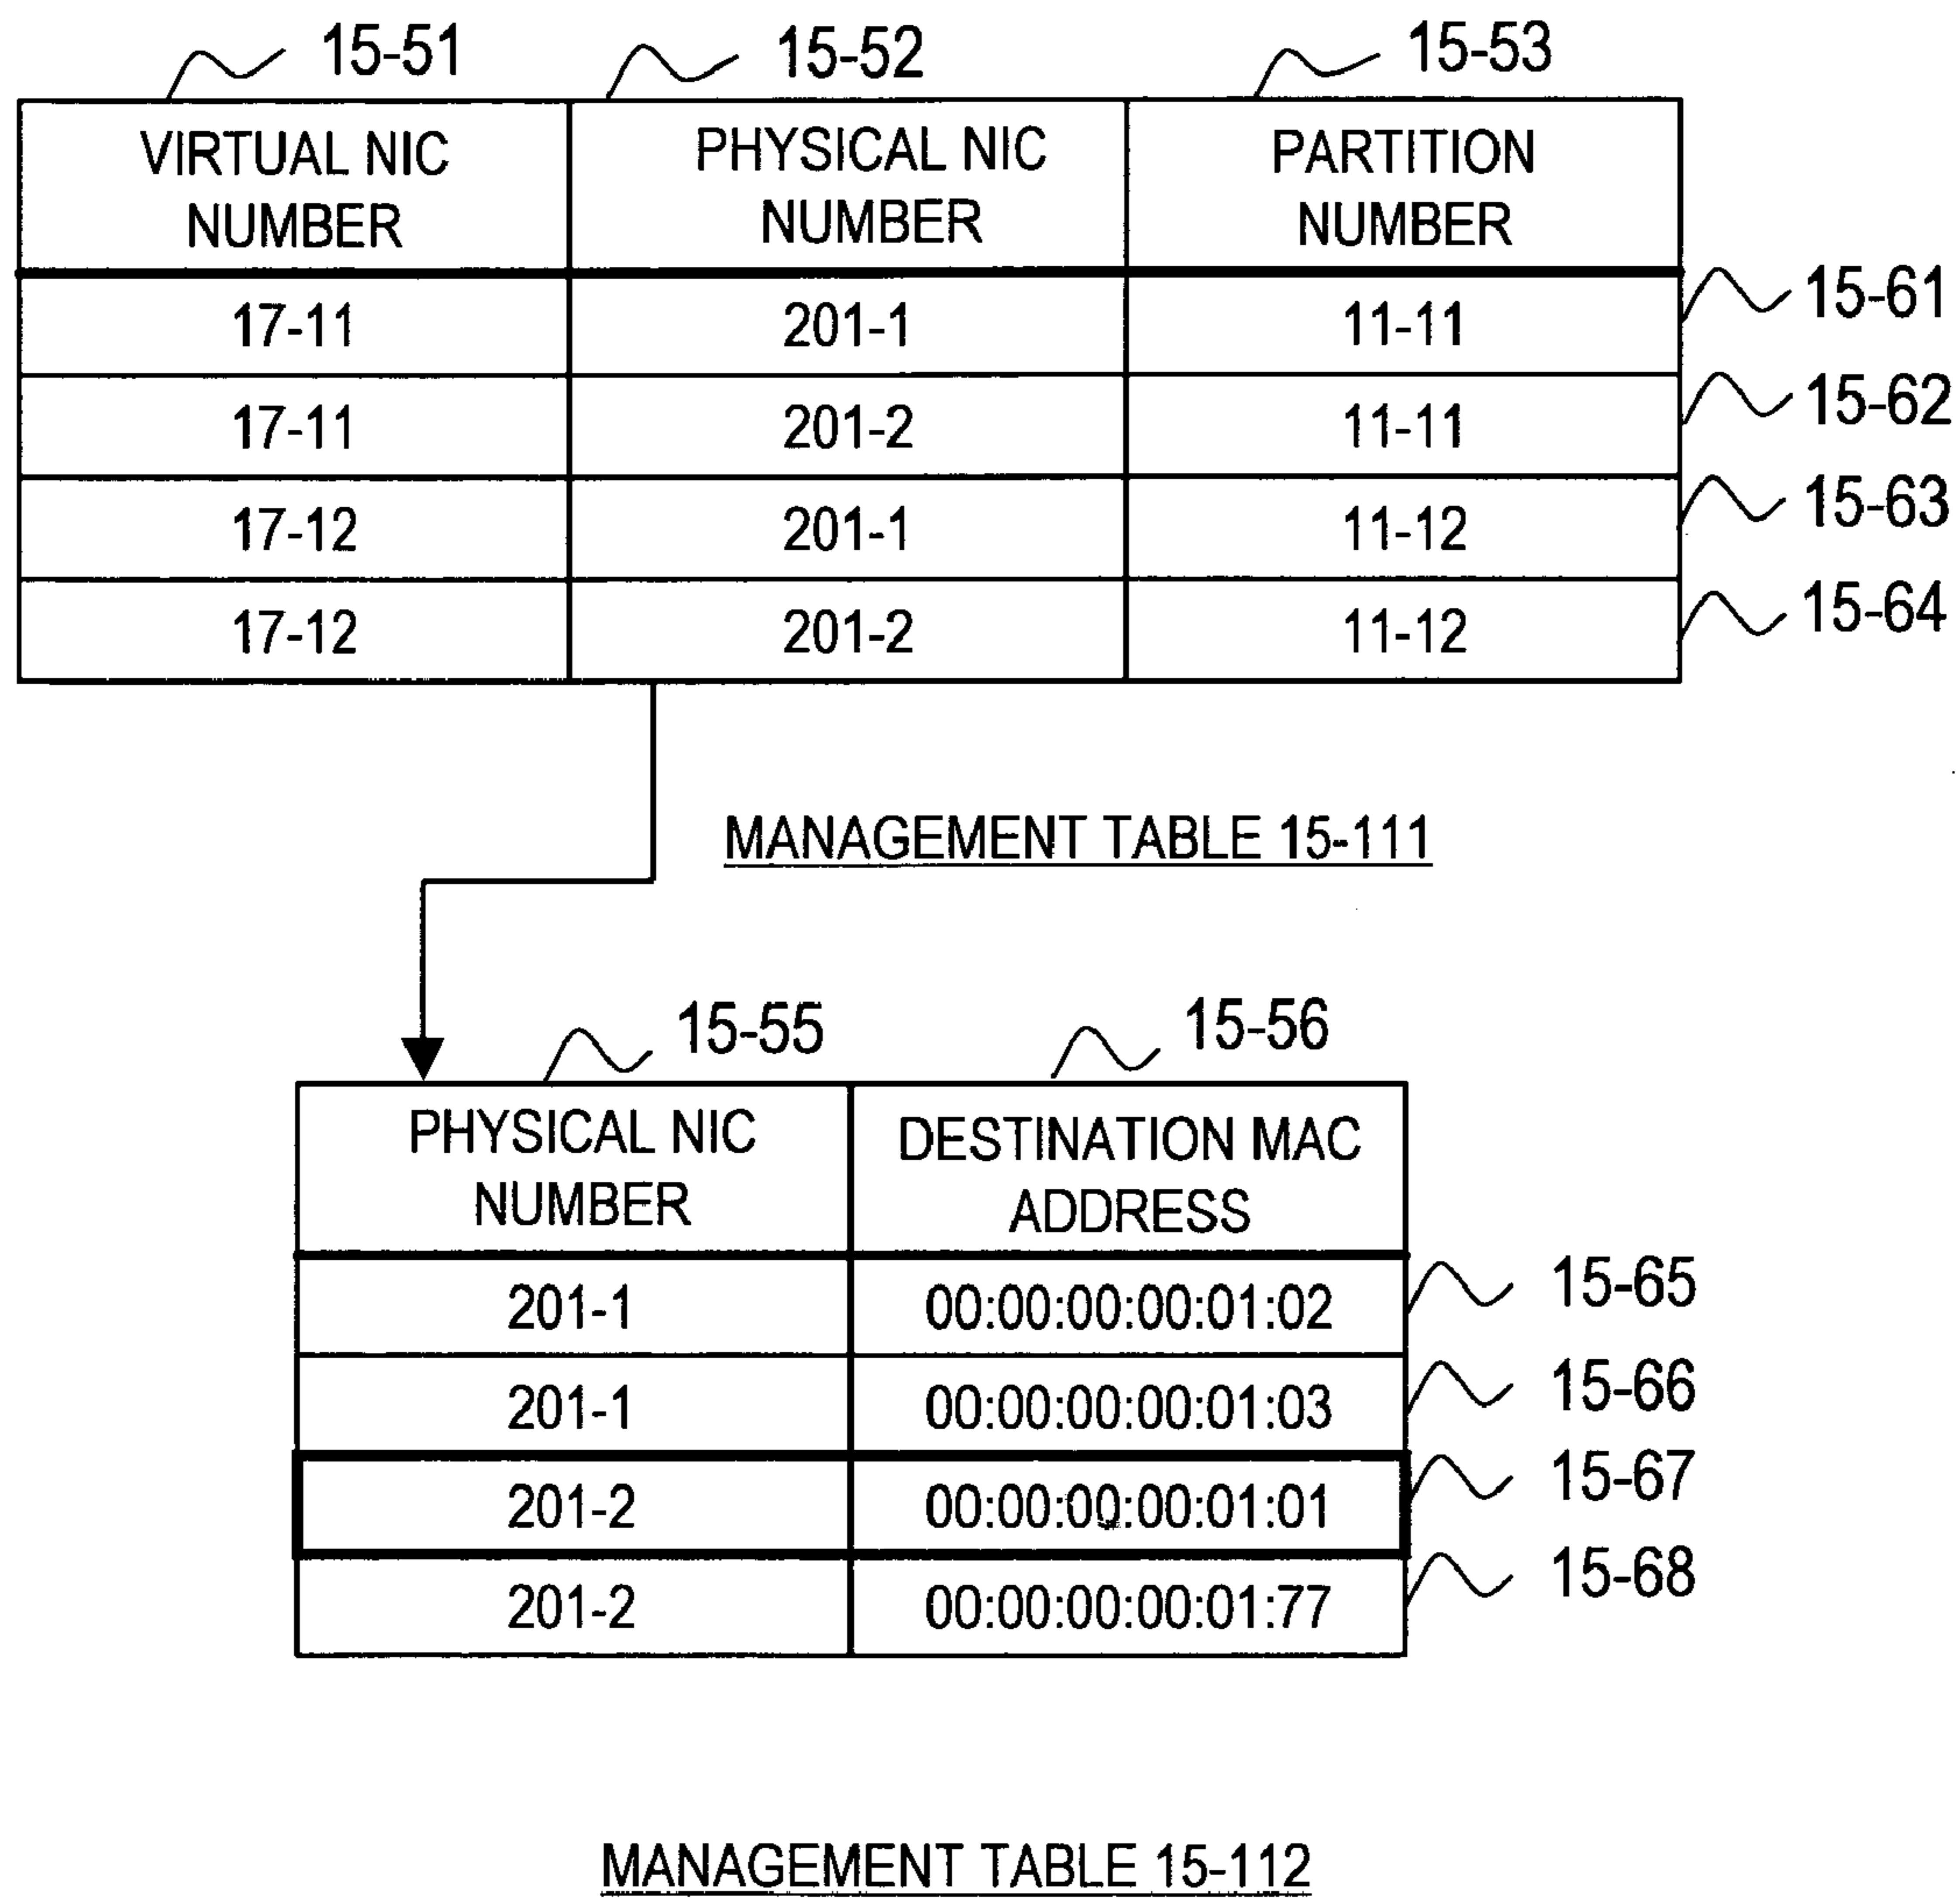 15-51 15-52 15-53
VIRTUAL NIC NUMBER PHYSICAL NIC NUMBER PARTITION NUMBER
17-11 201-1 11-11 15-61
17-11 201-2 11-11 15-62
17-12 201-1 11-12 15-63
17-12 201-2 11-12 15-64
MANAGEMENT TABLE 15-111
15-55 15-56
PHYSICAL NIC NUMBER DESTINATION MAC ADDRESS
201-1 00:00:00:00:01:02 15-65
201-1 00:00:00:00:01:03 15-66
201-2 00:00:00:00:01:01 15-67
201-2 00:00:00:00:01:77 15-68
MANAGEMENT TABLE 15-112